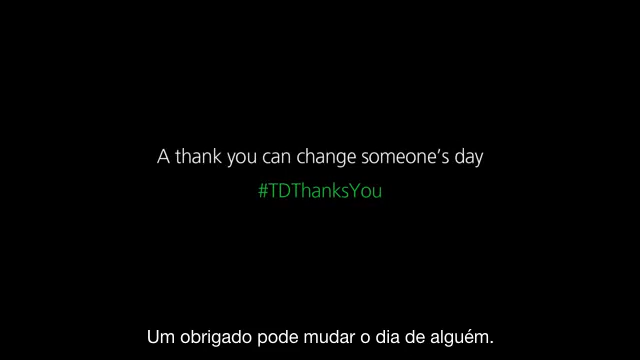 A thank you can change someone's day
#TDThanksYou
Um obrigado pode mudar o dia de alguém.